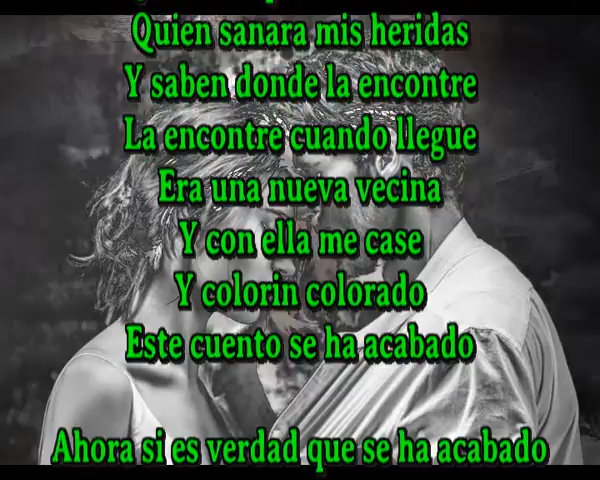 Quien sanara mis heridas
Y saben donde la encontre
La encontre cuando llegue
Era una nueva vecina
Y con ella me case
Y colorin colorado
Este cuento se ha acabado
Ahora si es verdad que se ha acabado